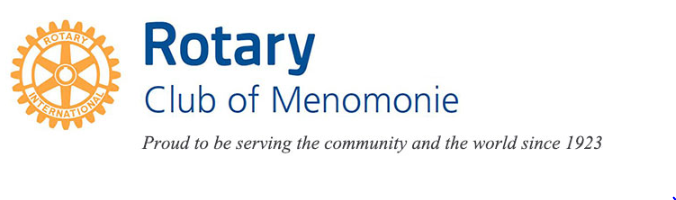 ROTARY
INTERNATIONAL
Rotary
Club of Menomonie
Proud to be serving the community and the world since 1923